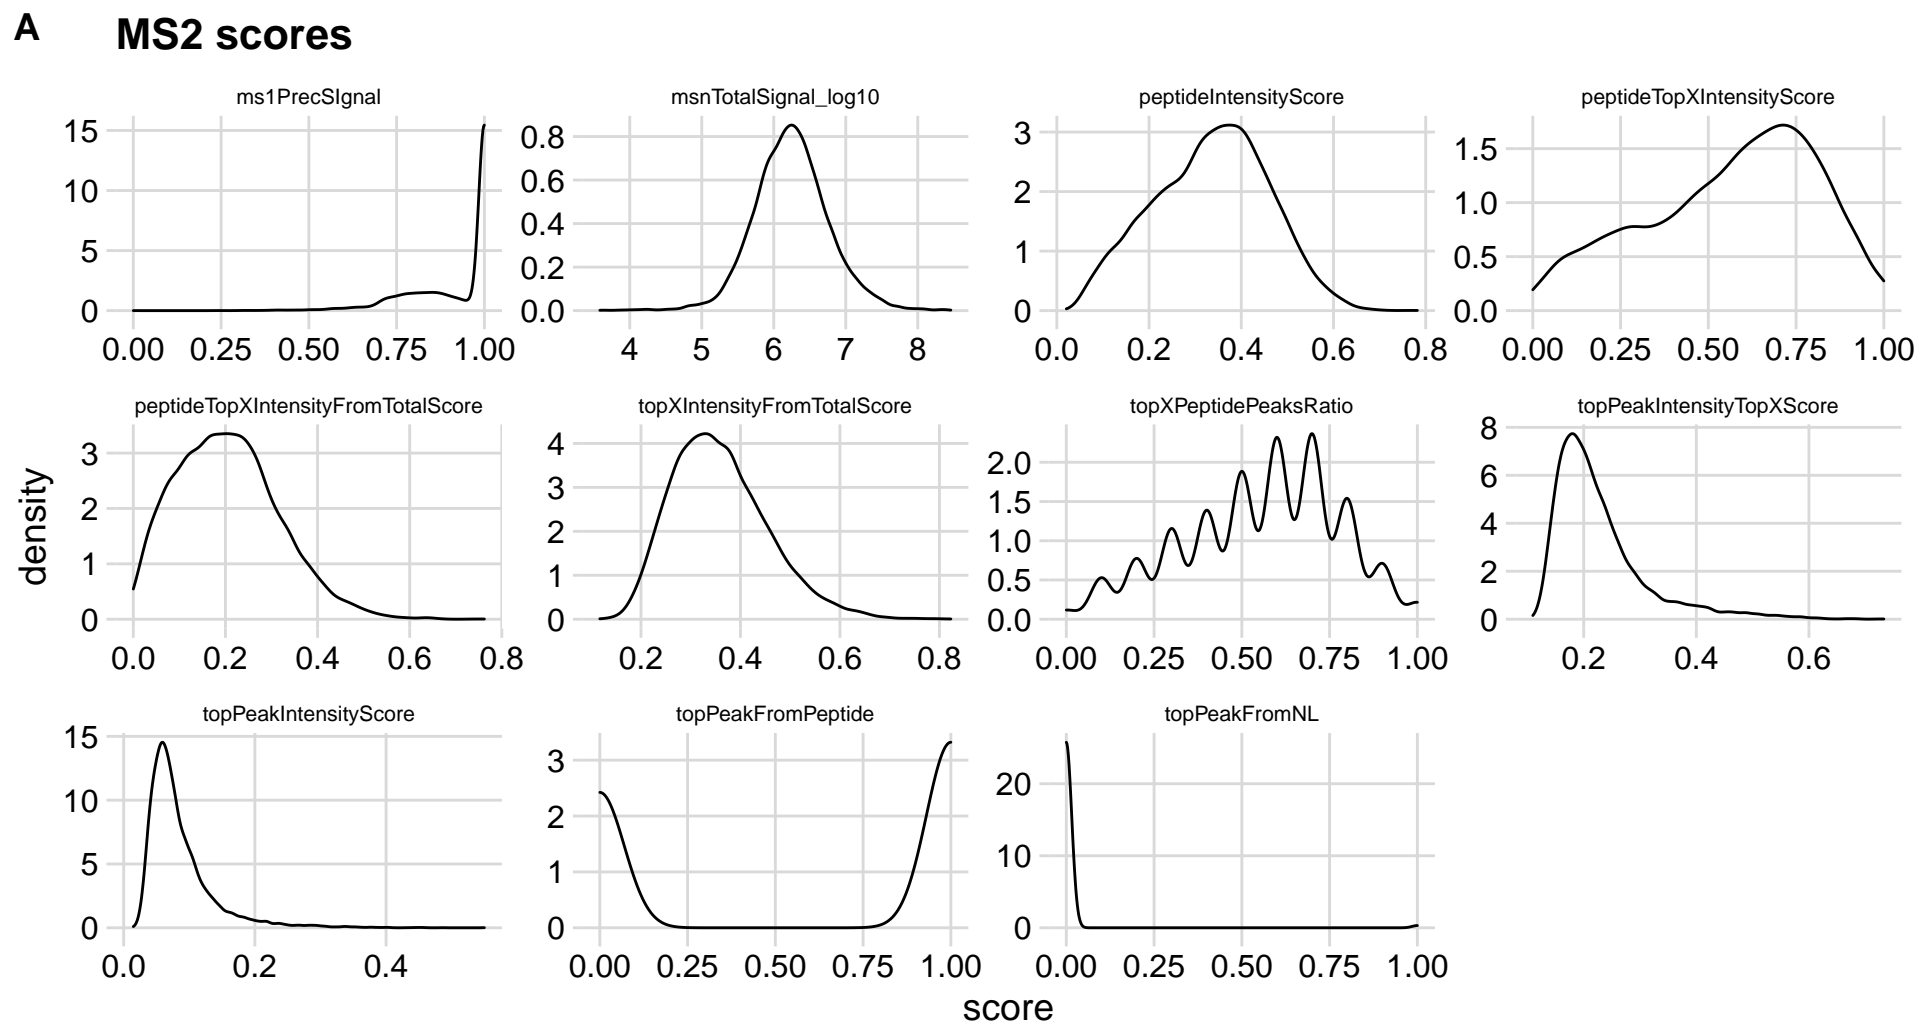 A MS2 scores
ms1PrecSIgnal msnTotalSignal_log10 peptideIntensityScore peptideTopXIntensityScore
15 10 5 0
0.00 0.25 0.50 0.75 1.00
0.8 0.6 0.4 0.2 0.0
4 5 6 7 8
3 2 1 0
0.0 0.2 0.4 0.6 0.8
1.5 1.0 0.5 0.0
0.00 0.25 0.50 0.75 1.00
peptideTopXIntensityFromTotalScore topXIntensityFromTotalScore topXPeptidePeaksRatio topPeakIntensityTopXScore
density
3 2 1 0
0.0 0.2 0.4 0.6 0.8
4 3 2 1 0
0.2 0.4 0.6 0.8
2.0 1.5 1.0 0.5 0.0
0.00 0.25 0.50 0.75 1.00
8 6 4 2 0
0.2 0.4 0.6
topPeakIntensityScore topPeakFromPeptide topPeakFromNL
15 10 5 0
0.0 0.2 0.4
3 2 1 0
0.00 0.25 0.50 0.75 1.00
20 10 0
0.00 0.25 0.50 0.75 1.00
score